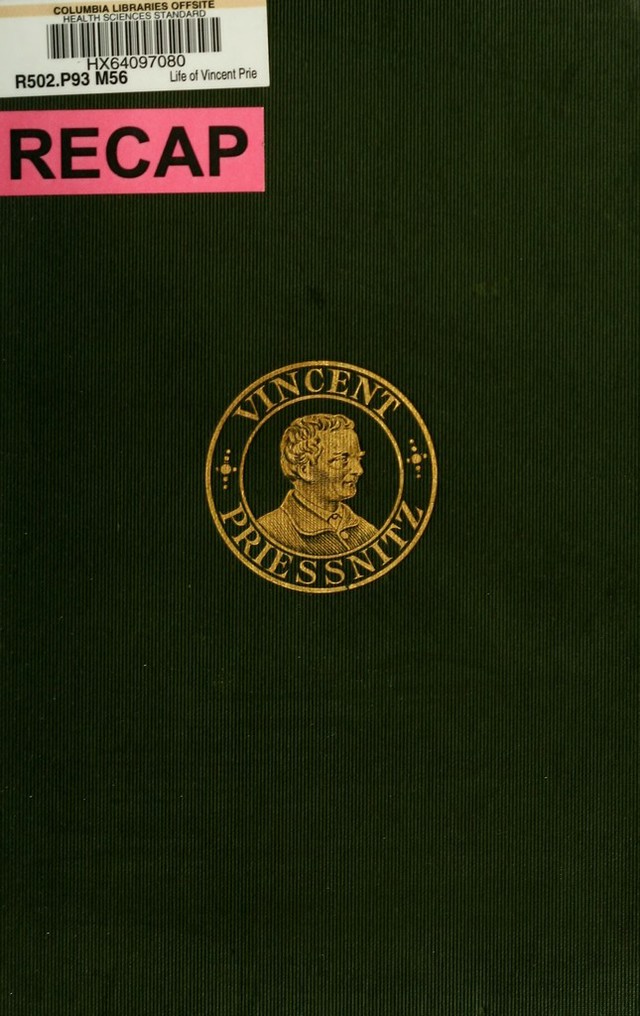 COLUMBIA LIBRARIES OFFSITE
HEALTH SCIENCES STANDARD
HX64097080
R502.P93 M56 Life of Vincent Prie
RECAP
VINCENT
PRIESSNITZ